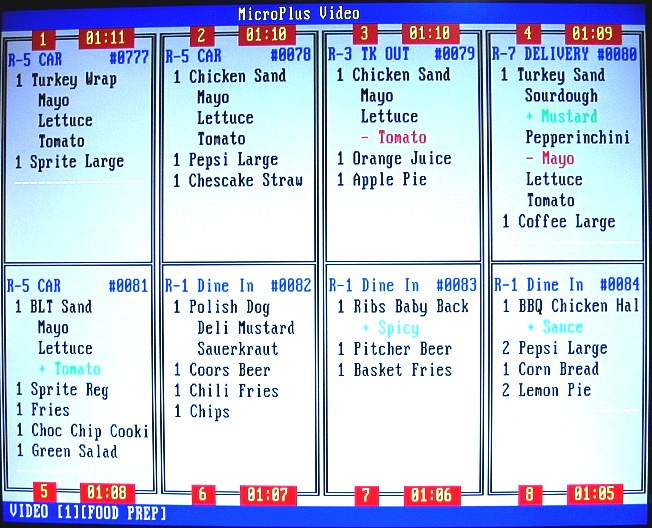 MicroPlus Video
1 01:11
R-5 CAR #0777
1 Turkey Wrap
Mayo
Lettuce
Tomato
1 Sprite Large
2 01:10
R-5 CAR #0078
1 Chicken Sand
Mayo
Lettuce
Tomato
1 Pepsi Large
1 Chescake Straw
3 01:10
R-3 TK OUT #0079
1 Chicken Sand
Mayo
Lettuce
- Tomato
1 Orange Juice
1 Apple Pie
4 01:09
R-7 DELIVERY #0080
1 Turkey Sand
Sourdough
+ Mustard
Pepperinchini
- Mayo
Lettuce
Tomato
1 Coffee Large
R-5 CAR #0081
1 BLT Sand
Mayo
Lettuce
+ Tomato
1 Sprite Reg
1 Fries
1 Choc Chip Cooki
1 Green Salad
5 01:08
R-1 Dine In #0082
1 Polish Dog
Deli Mustard
Sauerkraut
1 Coors Beer
1 Chili Fries
1 Chips
6 01:07
R-1 Dine In #0083
1 Ribs Baby Back
+ Spicy
1 Pitcher Beer
1 Basket Fries
7 01:06
R-1 Dine In #0084
1 BBQ Chicken Hal
+ Sauce
2 Pepsi Large
1 Corn Bread
2 Lemon Pie
8 01:05
VIDEO [1][FOOD PREP]